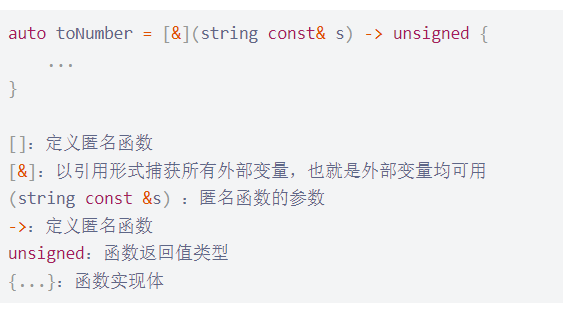 auto toNumber = [&](string const& s) -> unsigned {
...
}
[]：定义匿名函数
[&]：以引用形式捕获所有外部变量，也就是外部变量均可用
(string const &s) ：匿名函数的参数
->：定义匿名函数
unsigned：函数返回值类型
{...}：函数实现体